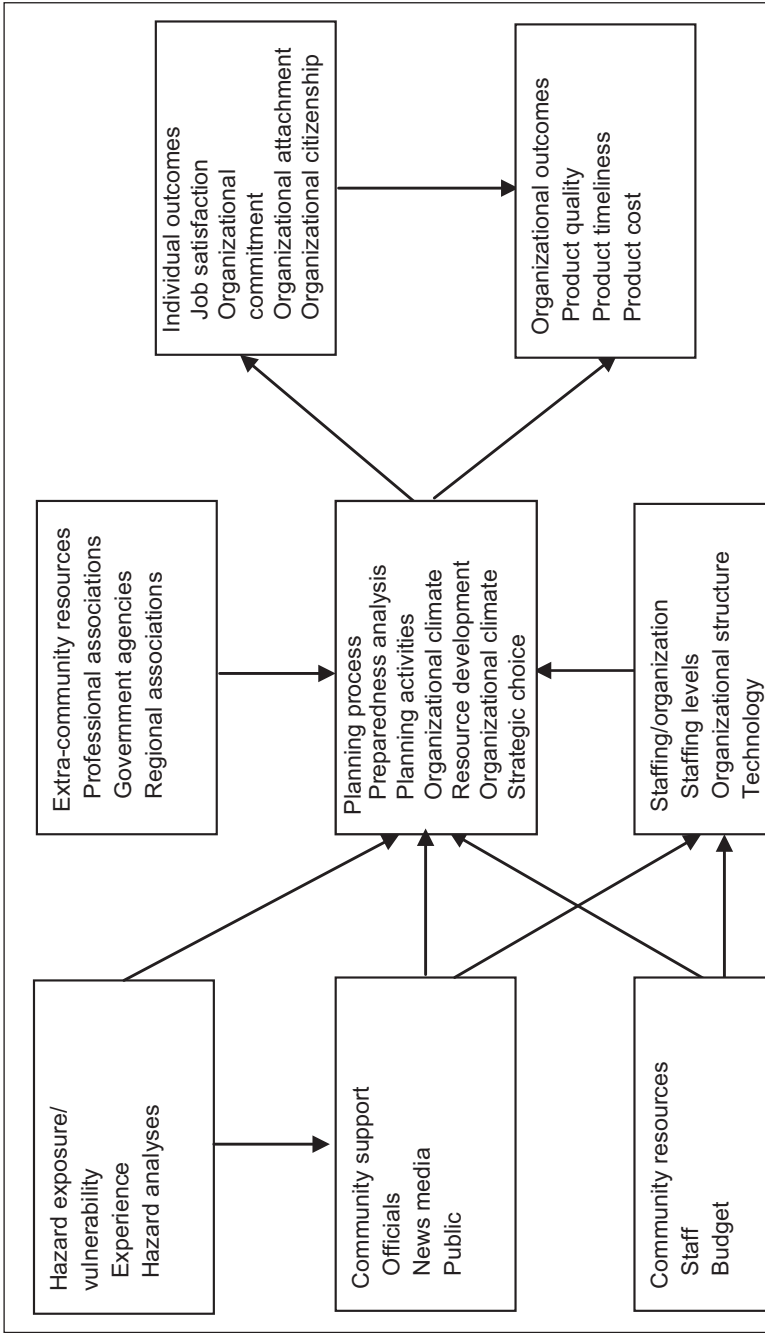 Hazard exposure/
vulnerability
Experience
Hazard analyses
Community support
Officials
News media
Public
Community resources
Staff
Budget
Extra-community resources
Professional associations
Government agencies
Regional associations
Planning process
Preparedness analysis
Planning activities
Organizational climate
Resource development
Organizational climate
Strategic choice
Staffing/organization
Staffing levels
Organizational structure
Technology
Individual outcomes
Job satisfaction
Organizational
commitment
Organizational attachment
Organizational citizenship
Organizational outcomes
Product quality
Product timeliness
Product cost